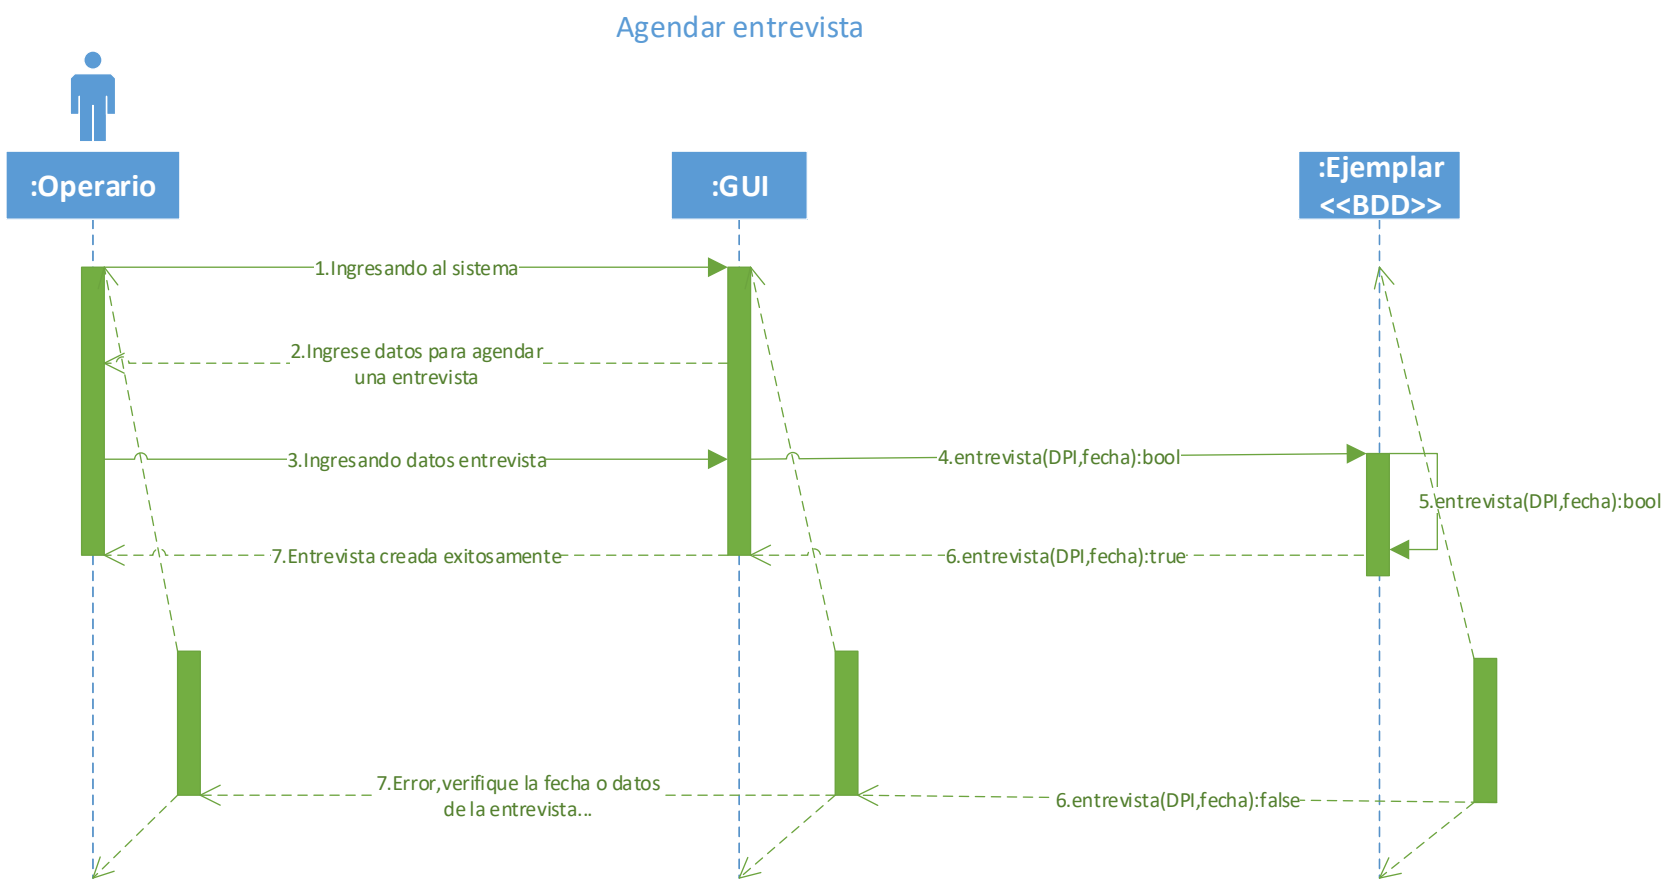 Agendar entrevista
:Operario
:GUI
:Ejemplar
<<BDD>>
1.Ingresando al sistema
2.Ingrese datos para agendar
una entrevista
3.Ingresando datos entrevista
4.entrevista(DPI,fecha):bool
5.entrevista(DPI,fecha):bool
7.Entrevista creada exitosamente
6.entrevista(DPI,fecha):true
7.Error,verifique la fecha o datos
de la entrevista...
6.entrevista(DPI,fecha):false